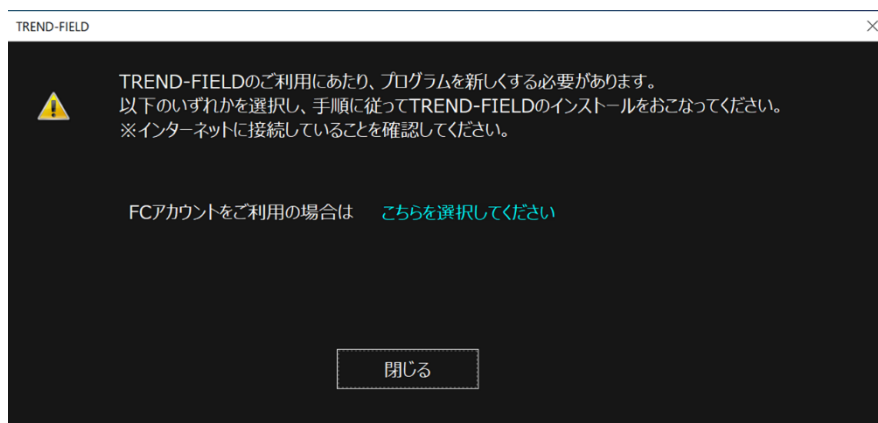 TREND-FIELD
TREND-FIELDのご利用にあたり、プログラムを新しくする必要があります。
以下のいずれかを選択し、手順に従ってTREND-FIELDのインストールをおこなってください。
※インターネットに接続していることを確認してください。
FCアカウントをご利用の場合は　こちらを選択してください
閉じる